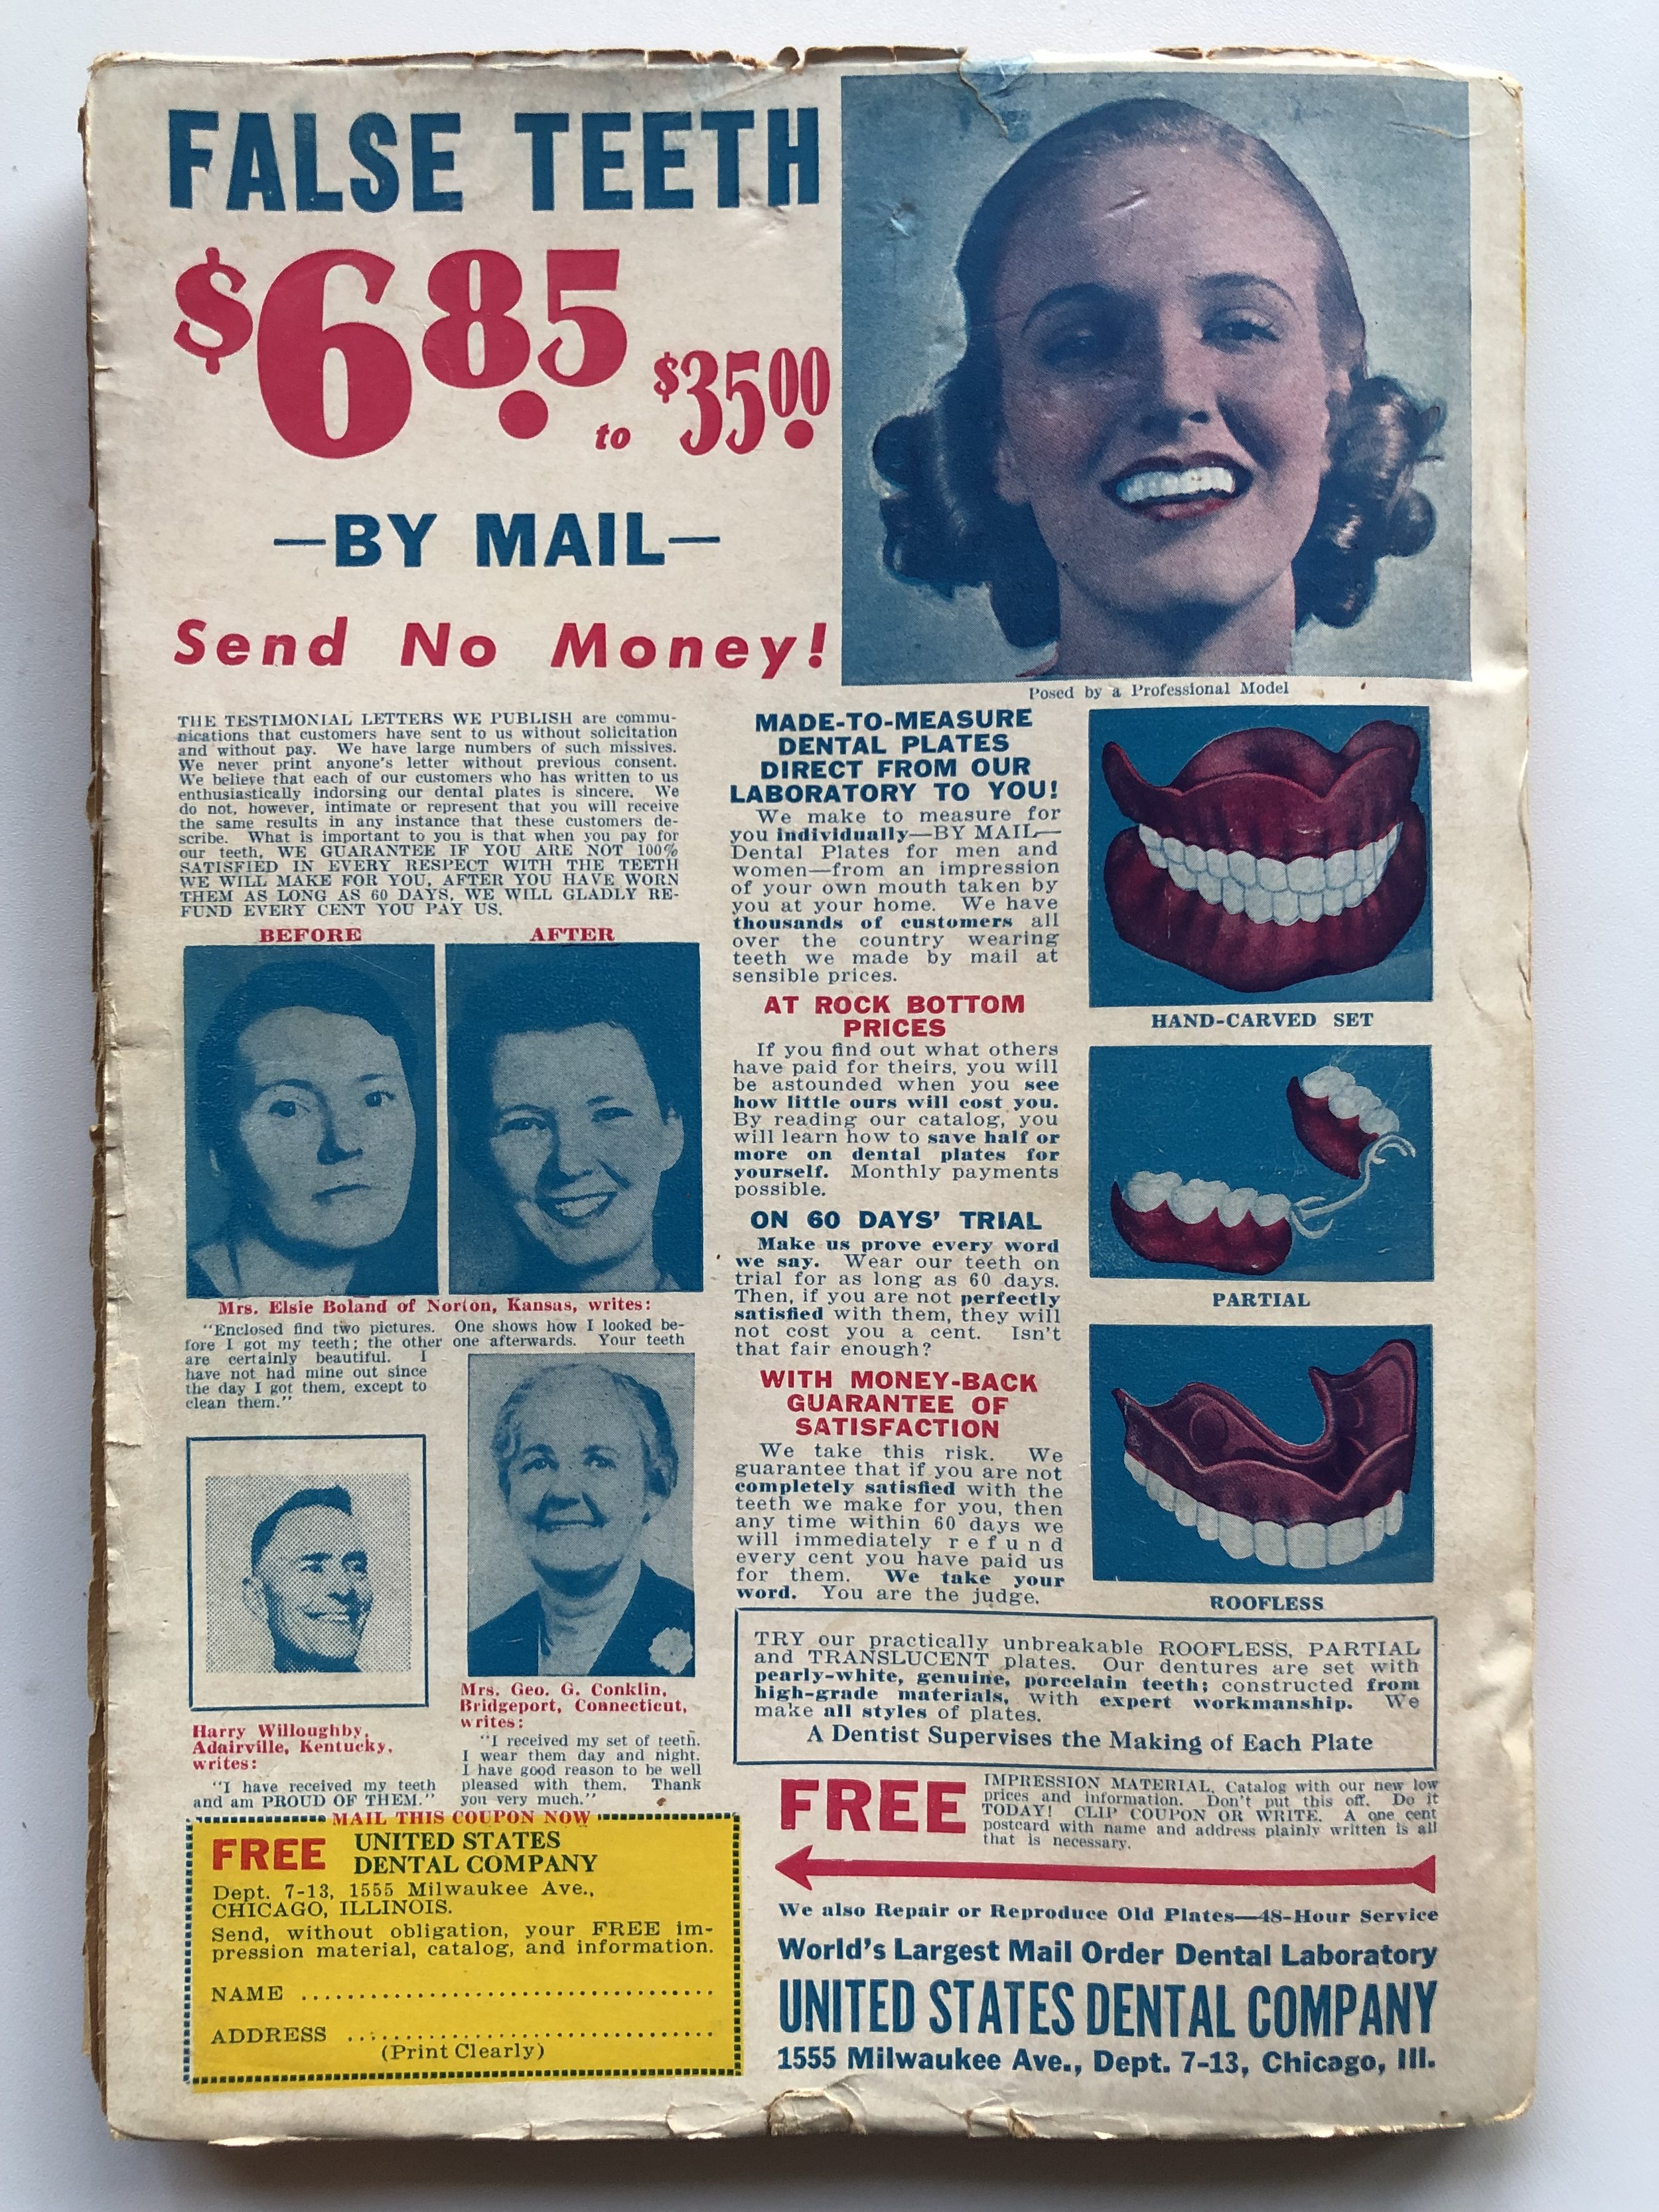 FALSE TEETH
$6.85 to $35.00
—BY MAIL—
Send No Money!
Posed by a Professional Model
THE TESTIMONIAL LETTERS WE PUBLISH are commu-
nications that customers have sent to us without solicitation
and without pay. We have large numbers of such missives.
We never print anyone's letter without previous consent.
We believe that each of our customers who has written to us
enthusiastically indorsing our dental plates is sincere. We
do not, however, intimate or represent that you will receive
the same results in any instance that these customers de-
scribe. What is important to you is that when you pay for
our teeth, WE GUARANTEE IF YOU ARE NOT 100%
SATISFIED IN EVERY RESPECT WITH THE TEETH
WE WILL MAKE FOR YOU, AFTER YOU HAVE WORN
THEM AS LONG AS 60 DAYS, WE WILL GLADLY RE-
FUND EVERY CENT YOU PAY US.
BEFORE
AFTER
Mrs. Elsie Boland of Norton, Kansas, writes:
"Enclosed find two pictures. One shows how I looked be-
fore I got my teeth; the other one afterwards. Your teeth
are certainly beautiful. I
have not had mine out since
the day I got them, except to
clean them."
Harry Willoughby,
Adairville, Kentucky,
writes:
"I have received my teeth
and am PROUD OF THEM."
Mrs. Geo. G. Conklin,
Bridgeport, Connecticut,
writes:
"I received my set of teeth.
I wear them day and night.
I have good reason to be well
pleased with them. Thank
you very much."
MADE-TO-MEASURE
DENTAL PLATES
DIRECT FROM OUR
LABORATORY TO YOU!
We make to measure for
you individually—BY MAIL—
Dental Plates for men and
women—from an impression
of your own mouth taken by
you at your home. We have
thousands of customers all
over the country wearing
teeth we made by mail at
sensible prices.
AT ROCK BOTTOM
PRICES
If you find out what others
have paid for theirs, you will
be astounded when you see
how little ours will cost you.
By reading our catalog, you
will learn how to save half or
more on dental plates for
yourself. Monthly payments
possible.
ON 60 DAYS' TRIAL
Make us prove every word
we say. Wear our teeth on
trial for as long as 60 days.
Then, if you are not perfectly
satisfied with them, they will
not cost you a cent. Isn't
that fair enough?
WITH MONEY-BACK
GUARANTEE OF
SATISFACTION
We take this risk. We
guarantee that if you are not
completely satisfied with the
teeth we make for you, then
any time within 60 days we
will immediately refund
every cent you have paid us
for them. We take your
word. You are the judge.
HAND-CARVED SET
PARTIAL
ROOFLESS
TRY our practically unbreakable ROOFLESS, PARTIAL
and TRANSLUCENT plates. Our dentures are set with
pearly-white, genuine, porcelain teeth; constructed from
high-grade materials, with expert workmanship. We
make all styles of plates.
A Dentist Supervises the Making of Each Plate
FREE
IMPRESSION MATERIAL, Catalog with our new low
prices and information. Don't put this off. Do it
TODAY! CLIP COUPON OR WRITE. A one cent
postcard with name and address plainly written is all
that is necessary.
We also Repair or Reproduce Old Plates—48-Hour Service
World's Largest Mail Order Dental Laboratory
UNITED STATES DENTAL COMPANY
1555 Milwaukee Ave., Dept. 7-13, Chicago, Ill.
MAIL THIS COUPON NOW
FREE
UNITED STATES
DENTAL COMPANY
Dept. 7-13, 1555 Milwaukee Ave.,
CHICAGO, ILLINOIS.
Send, without obligation, your FREE im-
pression material, catalog, and information.
NAME
ADDRESS
(Print Clearly)